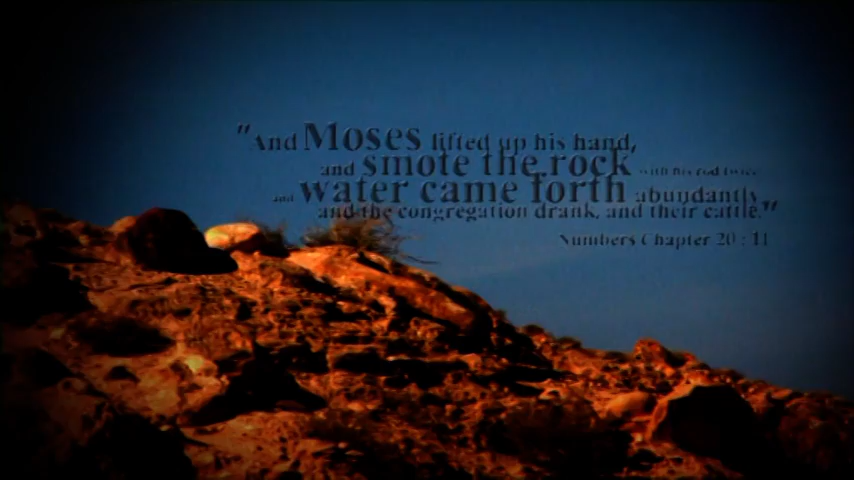 "And Moses lifted up his hand,
and smote the rock with his rod twice
and water came forth abundantly
and the congregation drank, and their cattle."
Numbers Chapter 20 : 11